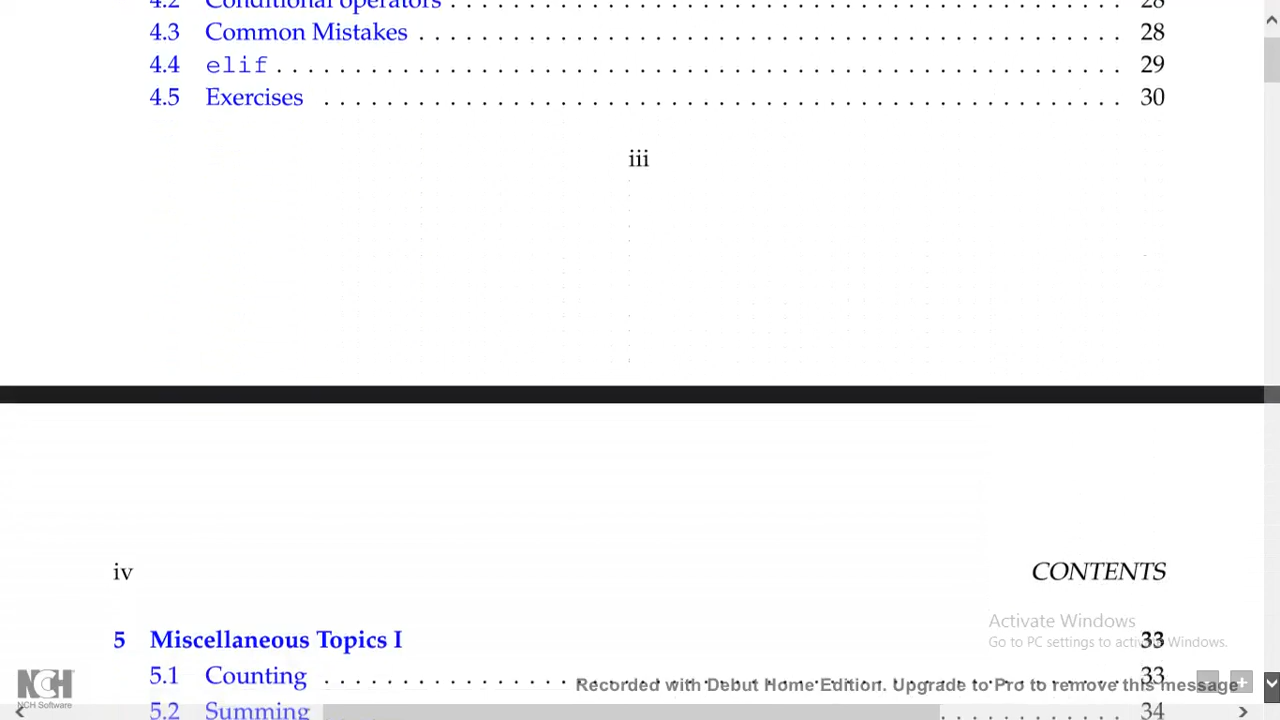 4.2 Conditional operators . . . . . . . . . . . . . . . . . . . . . . . . . . . . . . . . . . . . . . . . . . 28
4.3 Common Mistakes . . . . . . . . . . . . . . . . . . . . . . . . . . . . . . . . . . . . . . . . . . . . 28
4.4 elif . . . . . . . . . . . . . . . . . . . . . . . . . . . . . . . . . . . . . . . . . . . . . . . . . . . . . 29
4.5 Exercises . . . . . . . . . . . . . . . . . . . . . . . . . . . . . . . . . . . . . . . . . . . . . . . . . . 30
iii
iv CONTENTS
5 Miscellaneous Topics I 33
5.1 Counting . . . . . . . . . . . . . . . . . . . . . . . . . . . . . . . . . . . . . . . . . . . . . . . . . . 33
5.2 Summing . . . . . . . . . . 34
Activate Windows
Go to PC settings to activate Windows.
Recorded with Debut Home Edition. Upgrade to Pro to remove this message
NCH
NCH Software